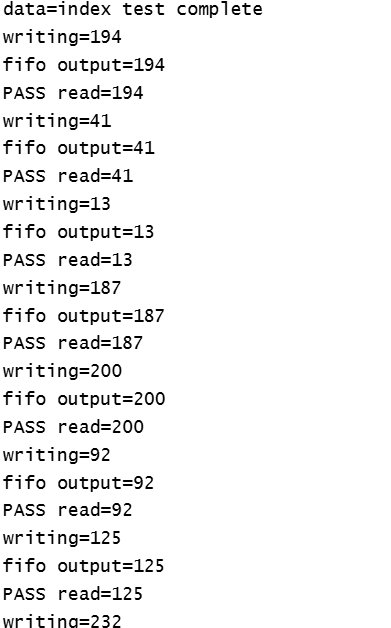 data=index test complete
writing=194
fifo output=194
PASS read=194
writing=41
fifo output=41
PASS read=41
writing=13
fifo output=13
PASS read=13
writing=187
fifo output=187
PASS read=187
writing=200
fifo output=200
PASS read=200
writing=92
fifo output=92
PASS read=92
writing=125
fifo output=125
PASS read=125
writing=232